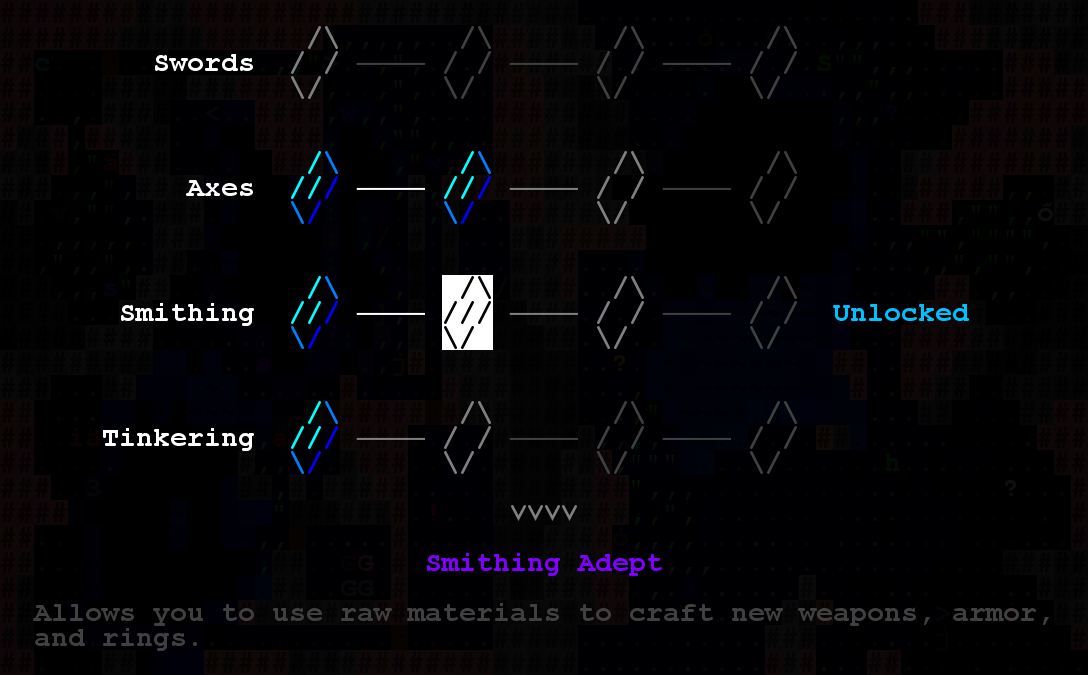 Swords
Axes
Smithing Unlocked
Tinkering
VVVV
Smithing Adept
Allows you to use raw materials to craft new weapons, armor,
and rings.